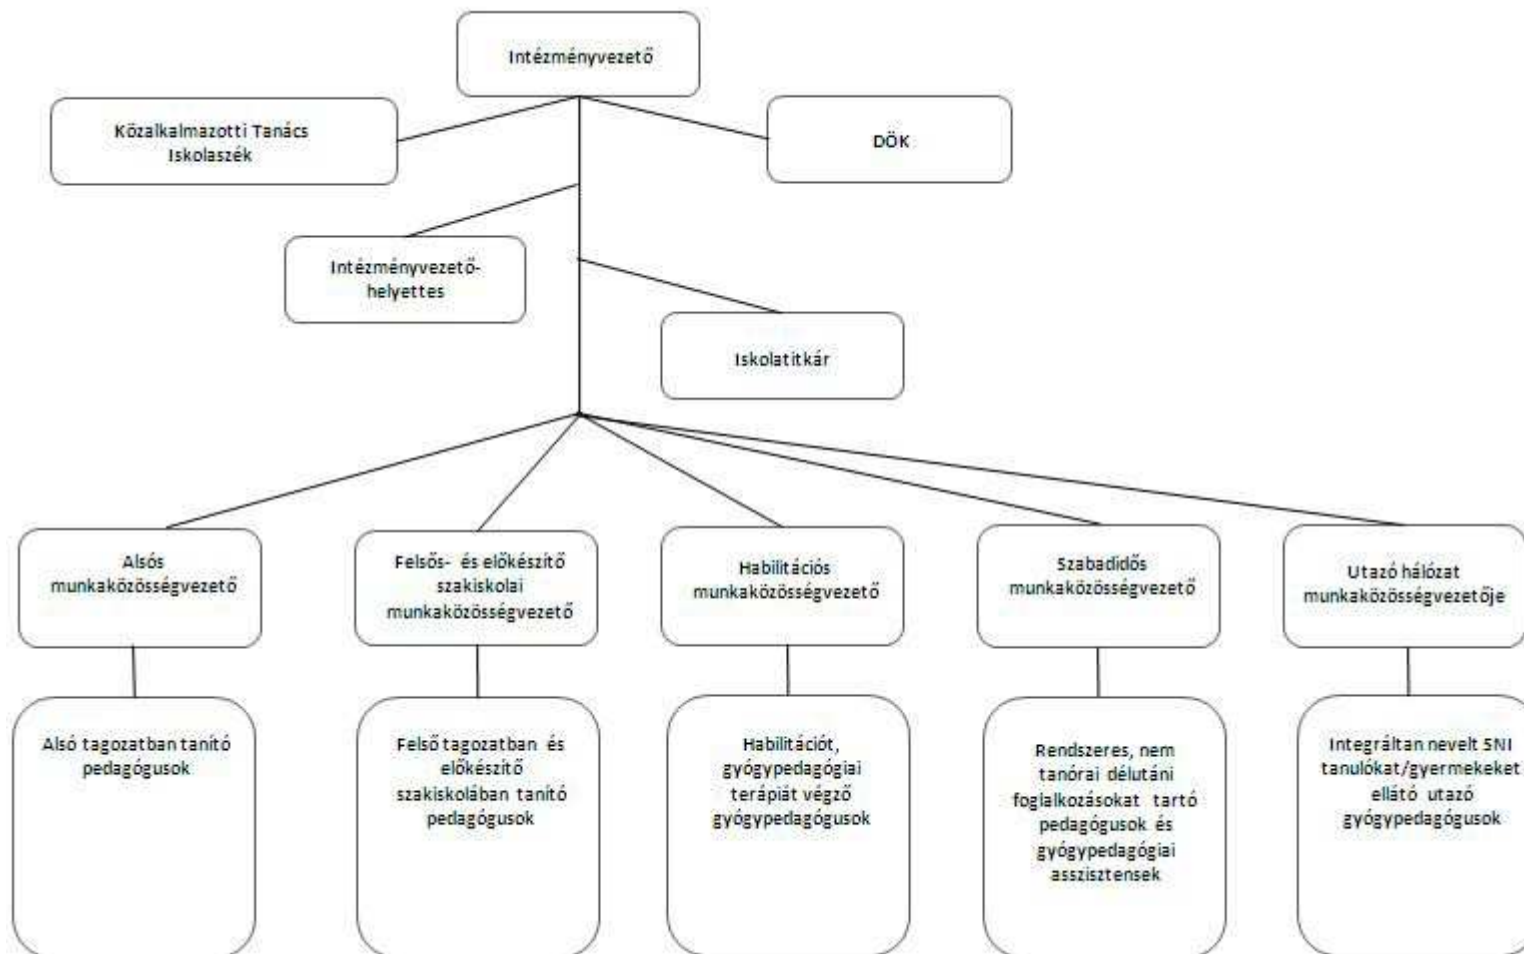 Intézményvezető
Közalkalmazotti Tanács
Iskolaszék
DÖK
Intézményvezető-
helyettes
Iskolatitkár
Alsós
munkaközösségvezető
Felsős- és előkészítő
szakiskolai
munkaközösségvezető
Habilitációs
munkaközösségvezető
Szabadidős
munkaközösségvezető
Utazó hálózat
munkaközösségvezetője
Alsó tagozatban tanító
pedagógusok
Felső tagozatban és
előkészítő
szakiskolában tanító
pedagógusok
Habilitációt,
gyógypedagógiai
terápiát végző
gyógypedagógusok
Rendszeres, nem
tanórai délutáni
foglalkozásokat tartó
pedagógusok és
gyógypedagógiai
asszisztensek
Integráltan nevelt SNI
tanulókat/gyermekeket
ellátó utazó
gyógypedagógusok